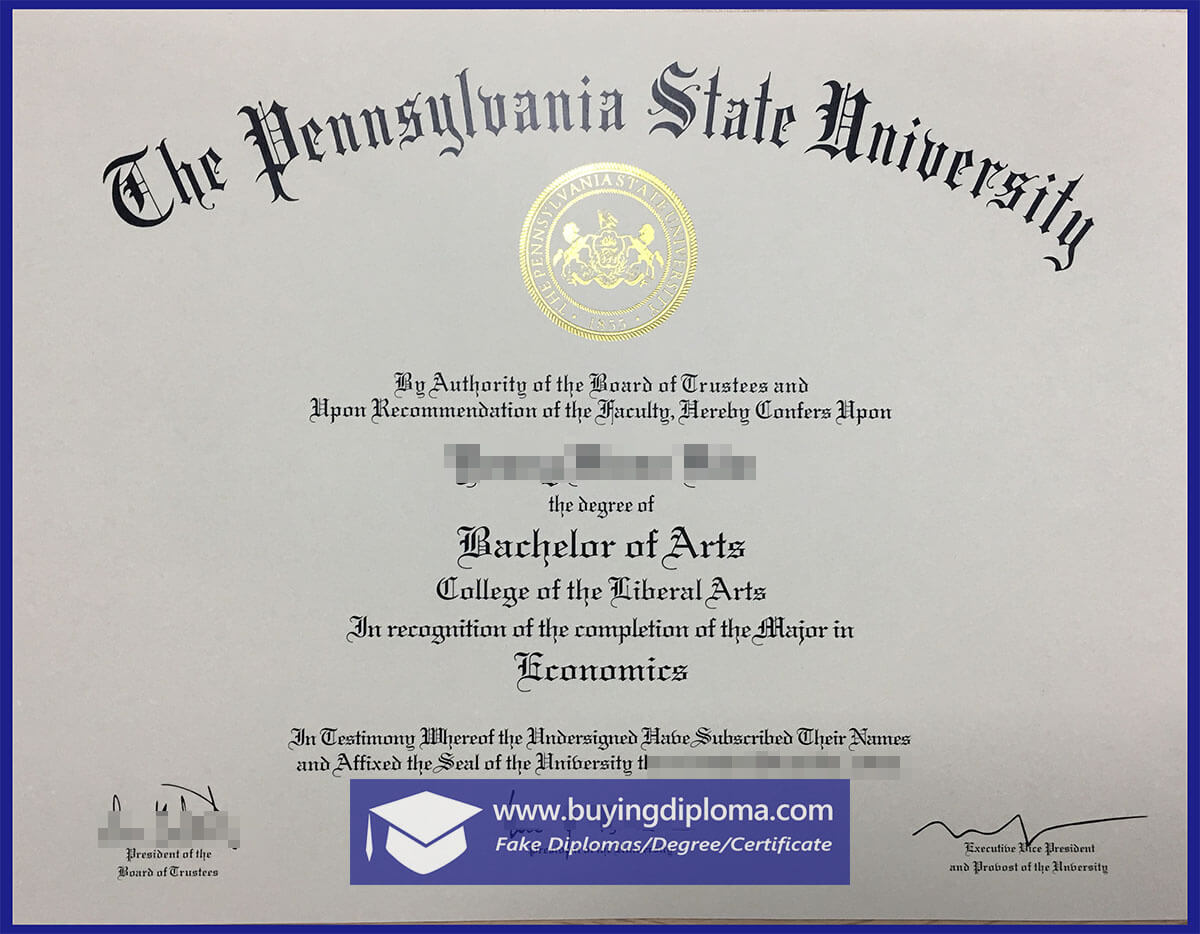 The Pennsylvania State University
THE PENNSYLVANIA STATE UNIVERSITY
· 1855 ·
By Authority of the Board of Trustees and
Upon Recommendation of the Faculty, Hereby Confers Upon
the degree of
Bachelor of Arts
College of the Liberal Arts
In recognition of the completion of the Major in
Economics
In Testimony Whereof the Undersigned Have Subscribed Their Names
and Affixed the Seal of the University
www.buyingdiploma.com
Fake Diplomas/Degree/Certificate
President of the
Board of Trustees
Executive Vice President
and Provost of the Unversity